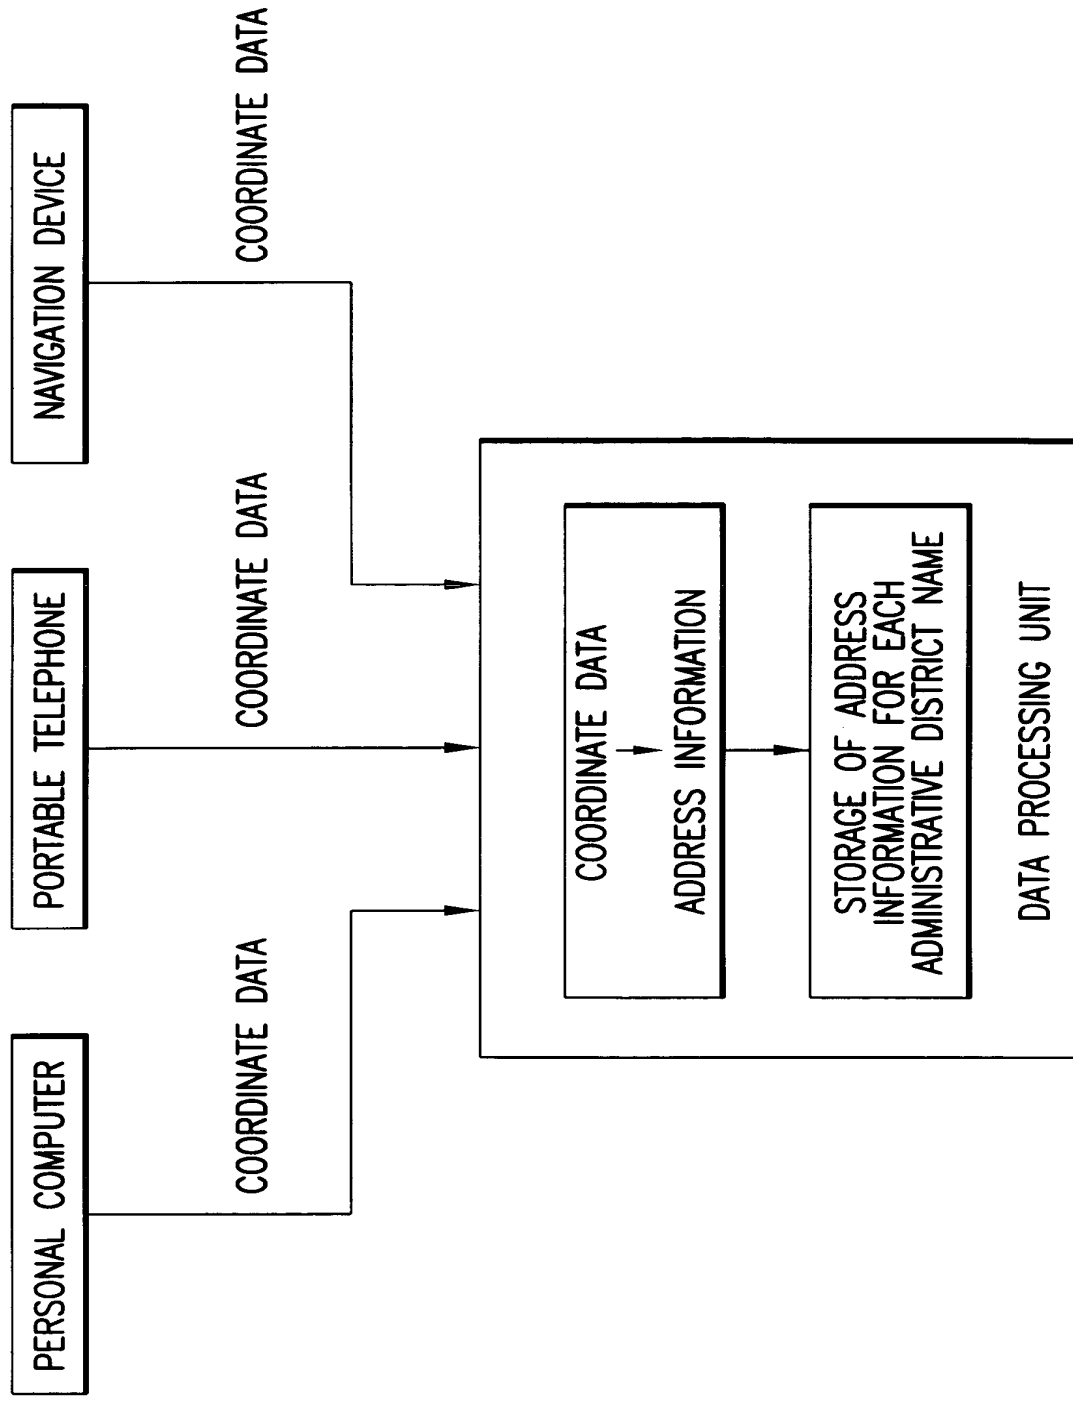 PERSONAL COMPUTER
PORTABLE TELEPHONE
NAVIGATION DEVICE
COORDINATE DATA
COORDINATE DATA
COORDINATE DATA
COORDINATE DATA
ADDRESS INFORMATION
STORAGE OF ADDRESS
INFORMATION FOR EACH
ADMINISTRATIVE DISTRICT NAME
DATA PROCESSING UNIT